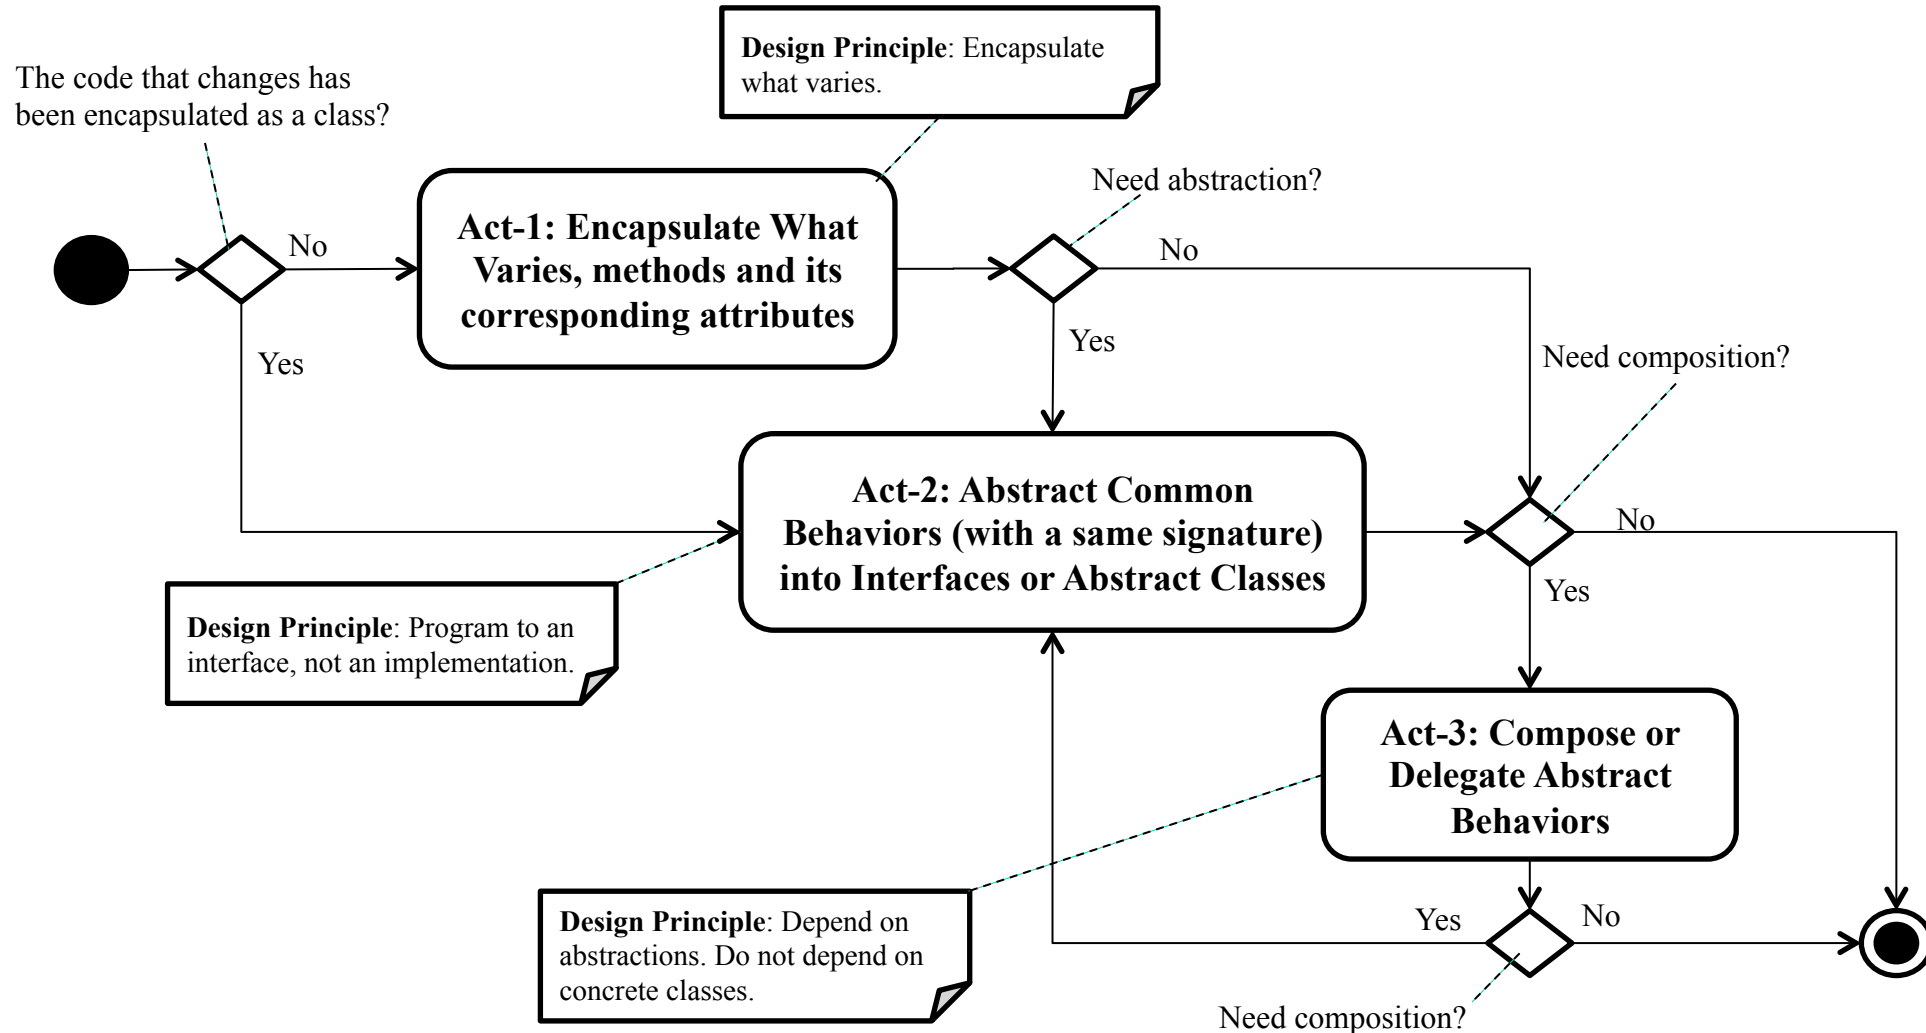 Design Principle: Encapsulate
what varies.
The code that changes has
been encapsulated as a class?
Need abstraction?
Act-1: Encapsulate What
Varies, methods and its
corresponding attributes
No
No
Yes
Yes
Need composition?
Act-2: Abstract Common
Behaviors (with a same signature)
into Interfaces or Abstract Classes
No
Yes
Design Principle: Program to an
interface, not an implementation.
Act-3: Compose or
Delegate Abstract
Behaviors
Design Principle: Depend on
abstractions. Do not depend on
concrete classes.
Yes
No
Need composition?